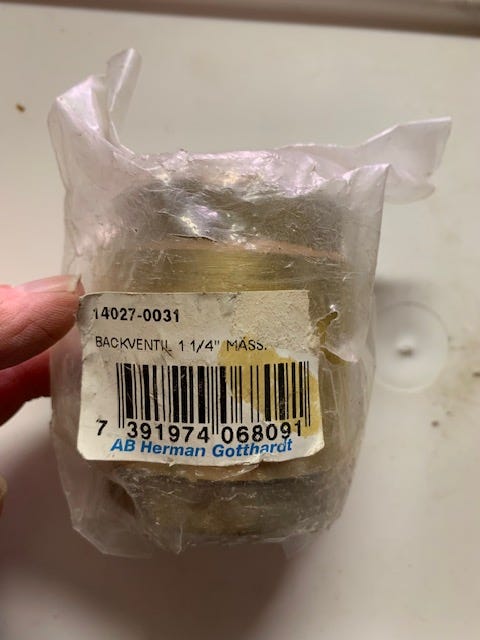 14027-0031
BACKVENTIL 1 1/4" MÄSS.
7 391974 068091
AB Herman Gotthardt